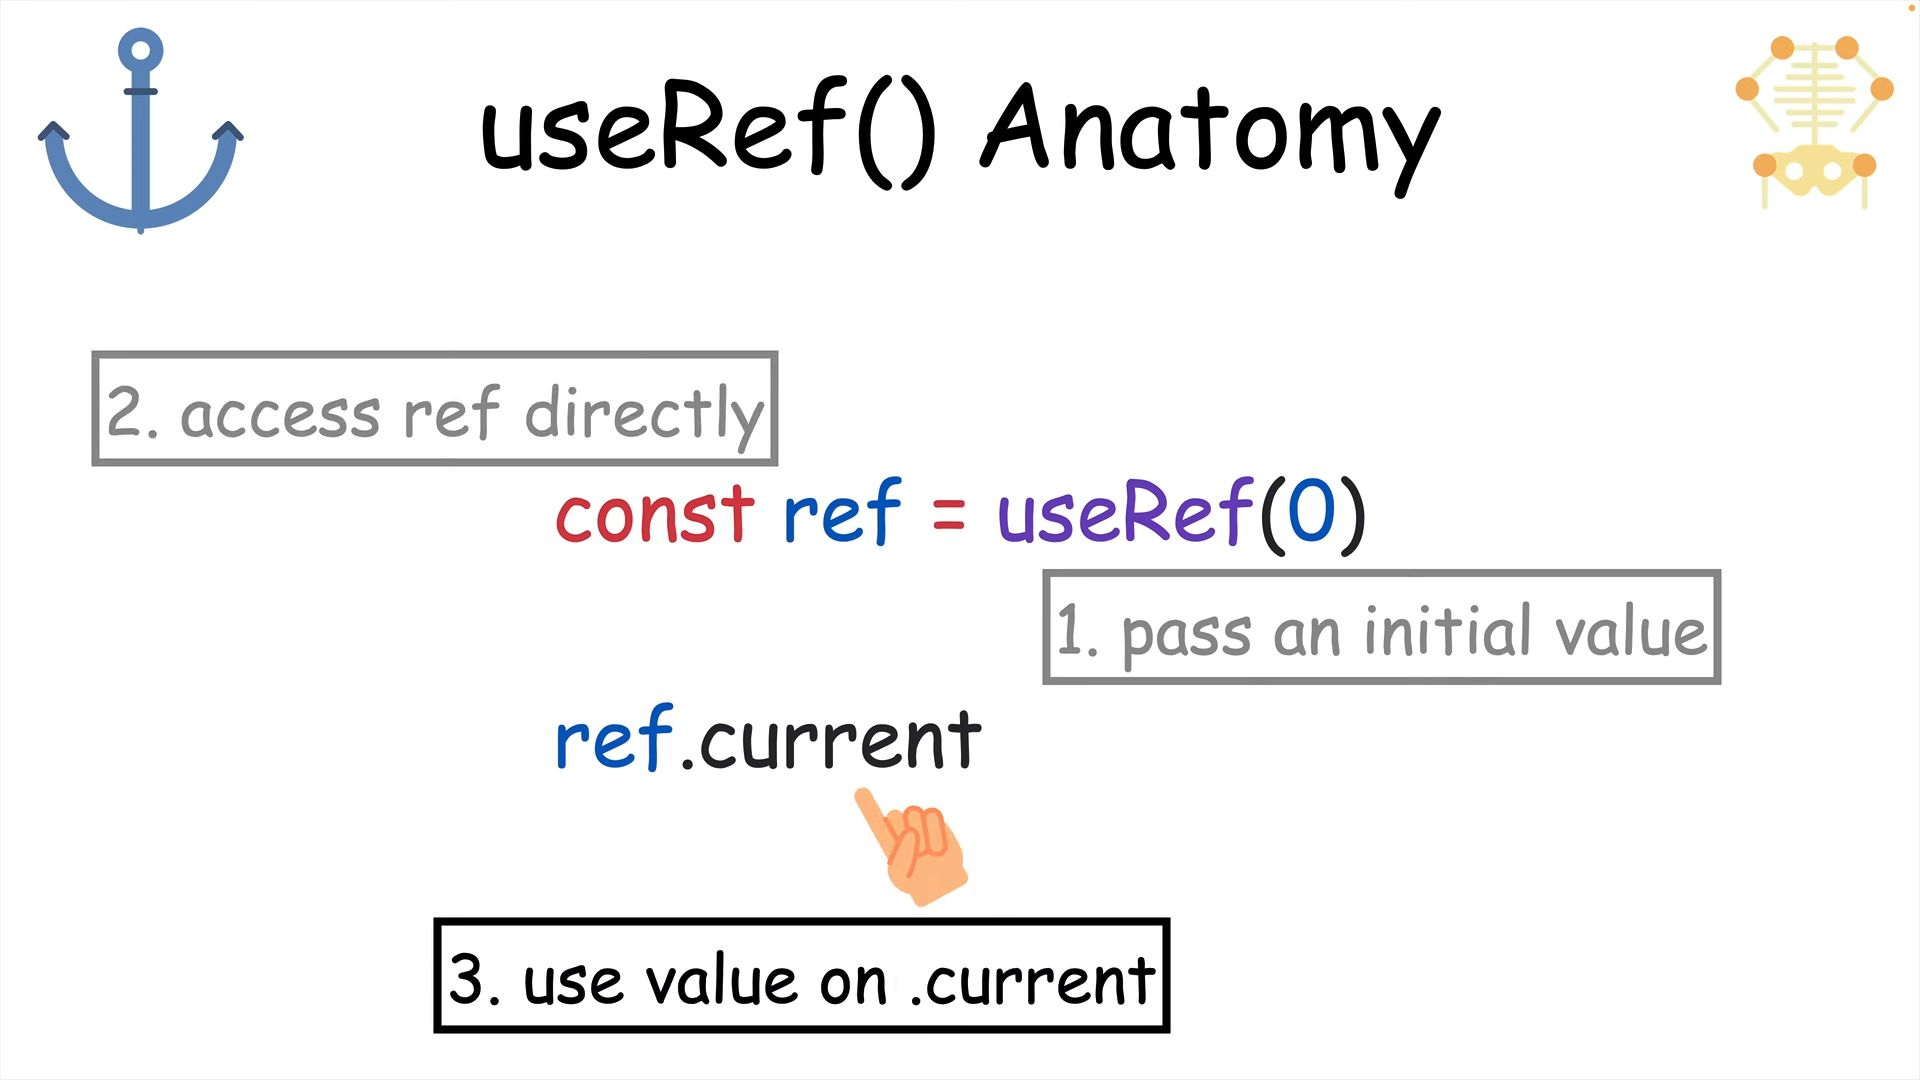 useRef() Anatomy
2. access ref directly
const ref = useRef(0)
1. pass an initial value
ref.current
3. use value on .current